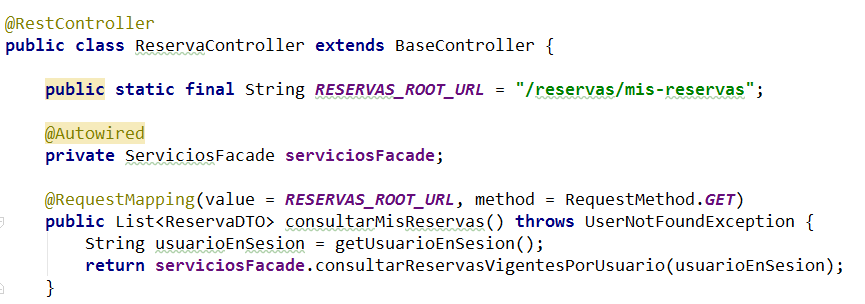 @RestController
public class ReservaController extends BaseController {
public static final String RESERVAS_ROOT_URL = "/reservas/mis-reservas";
@Autowired
private ServiciosFacade serviciosFacade;
@RequestMapping(value = RESERVAS_ROOT_URL, method = RequestMethod.GET)
public List<ReservaDTO> consultarMisReservas() throws UserNotFoundException {
String usuarioEnSesion = getUsuarioEnSesion();
return serviciosFacade.consultarReservasVigentesPorUsuario(usuarioEnSesion);
}